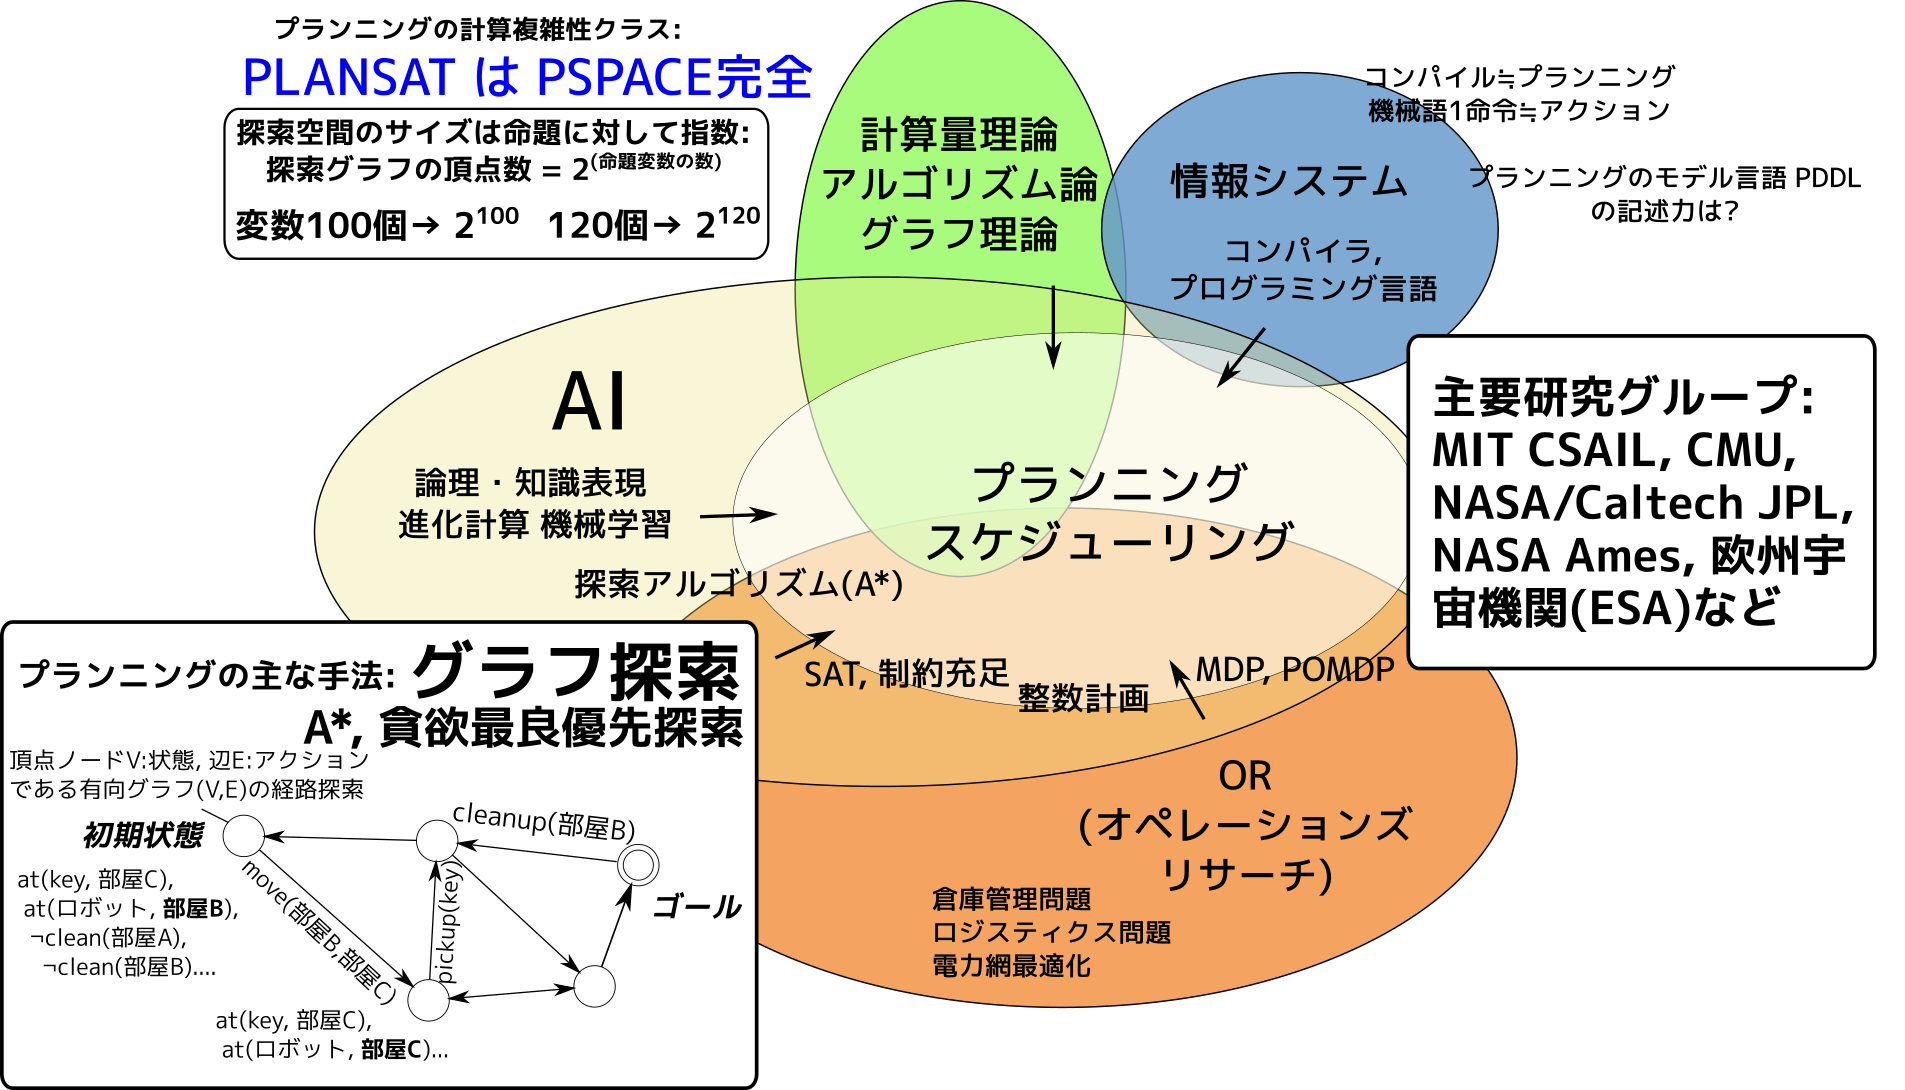 プランニングの計算複雑性クラス:
PLANSAT は PSPACE完全
探索空間のサイズは命題に対して指数:
探索グラフの頂点数 = 2(命題変数の数)
変数100個→ 2100 120個→ 2120
計算量理論
アルゴリズム論
グラフ理論
コンパイル≒プランニング
機械語1命令≒アクション
情報システム
プランニングのモデル言語 PDDL
の記述力は?
コンパイラ,
プログラミング言語
AI
論理・知識表現
進化計算 機械学習
探索アルゴリズム(A*)
プランニング
スケジューリング
主要研究グループ:
MIT CSAIL, CMU,
NASA/Caltech JPL,
NASA Ames, 欧州宇
宙機関(ESA)など
SAT, 制約充足
整数計画
MDP, POMDP
OR
(オペレーションズ
リサーチ)
倉庫管理問題
ロジスティクス問題
電力網最適化
プランニングの主な手法: グラフ探索
A*, 貪欲最良優先探索
頂点ノードV:状態, 辺E:アクション
である有向グラフ(V,E)の経路探索
初期状態
cleanup(部屋B)
at(key, 部屋C),
at(ロボット, 部屋B),
¬clean(部屋A),
¬clean(部屋B)....
move(部屋B,部屋C)
pickup(key)
ゴール
at(key, 部屋C),
at(ロボット, 部屋C)...